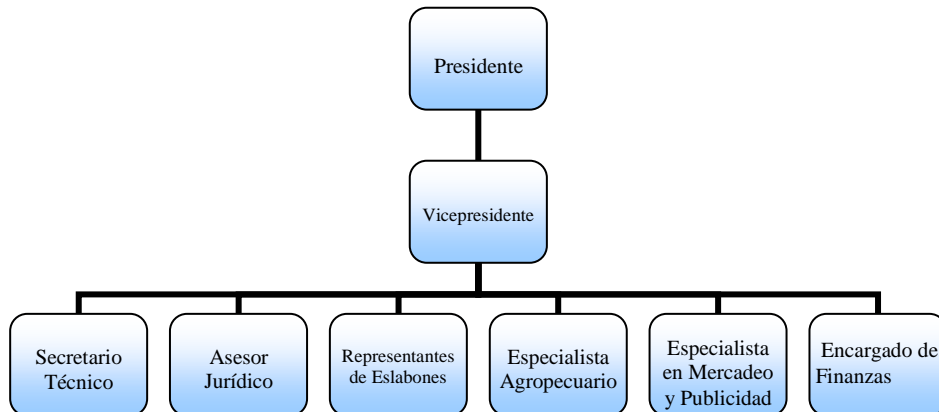 Presidente
Vicepresidente
Secretario
Técnico
Asesor
Jurídico
Representantes
de Eslabones
Especialista
Agropecuario
Especialista
en Mercadeo
y Publicidad
Encargado de
Finanzas